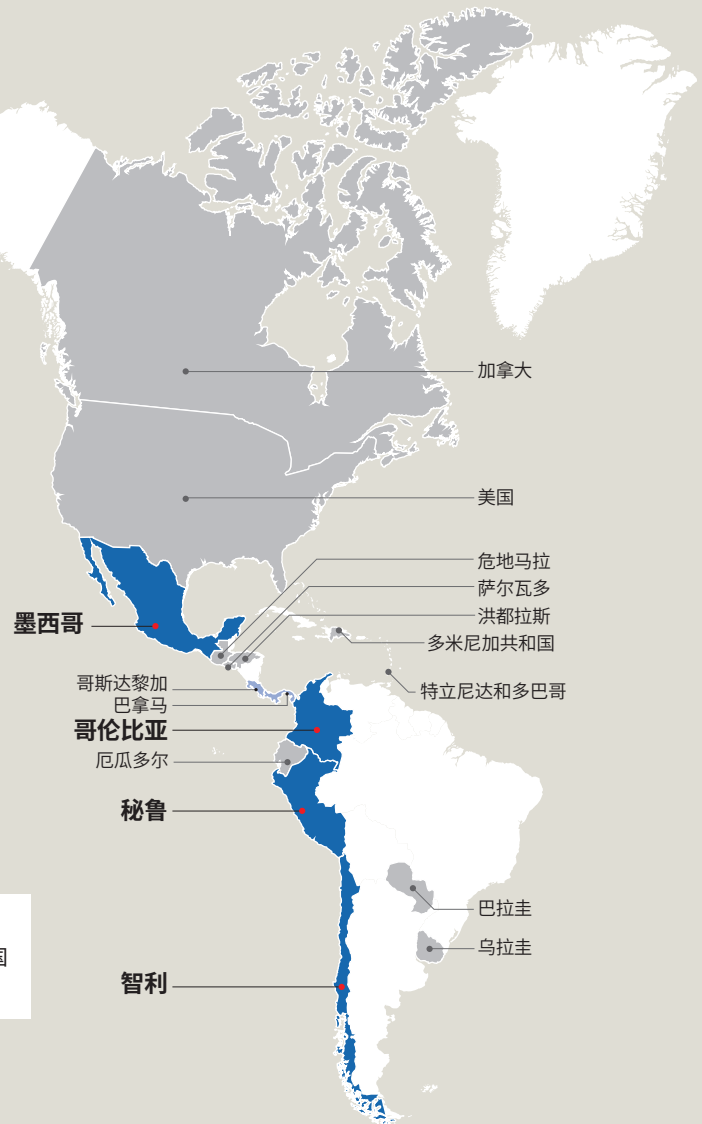 加拿大
美国
危地马拉
萨尔瓦多
洪都拉斯
墨西哥
多米尼加共和国
哥斯达黎加
特立尼达和多巴哥
巴拿马
哥伦比亚
厄瓜多尔
秘鲁
巴拉圭
乌拉圭
智利